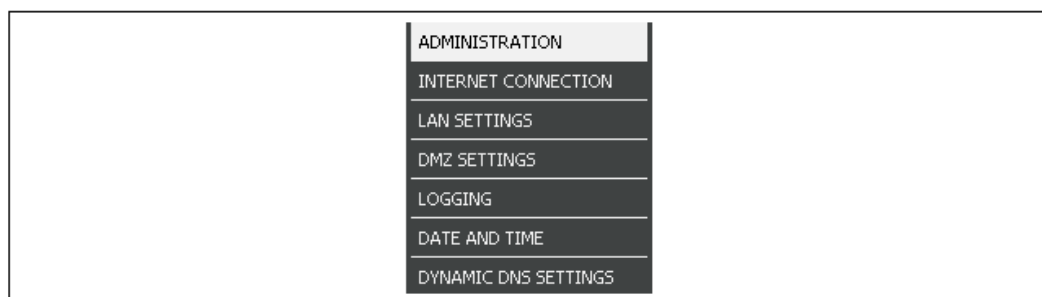 ADMINISTRATION
INTERNET CONNECTION
LAN SETTINGS
DMZ SETTINGS
LOGGING
DATE AND TIME
DYNAMIC DNS SETTINGS